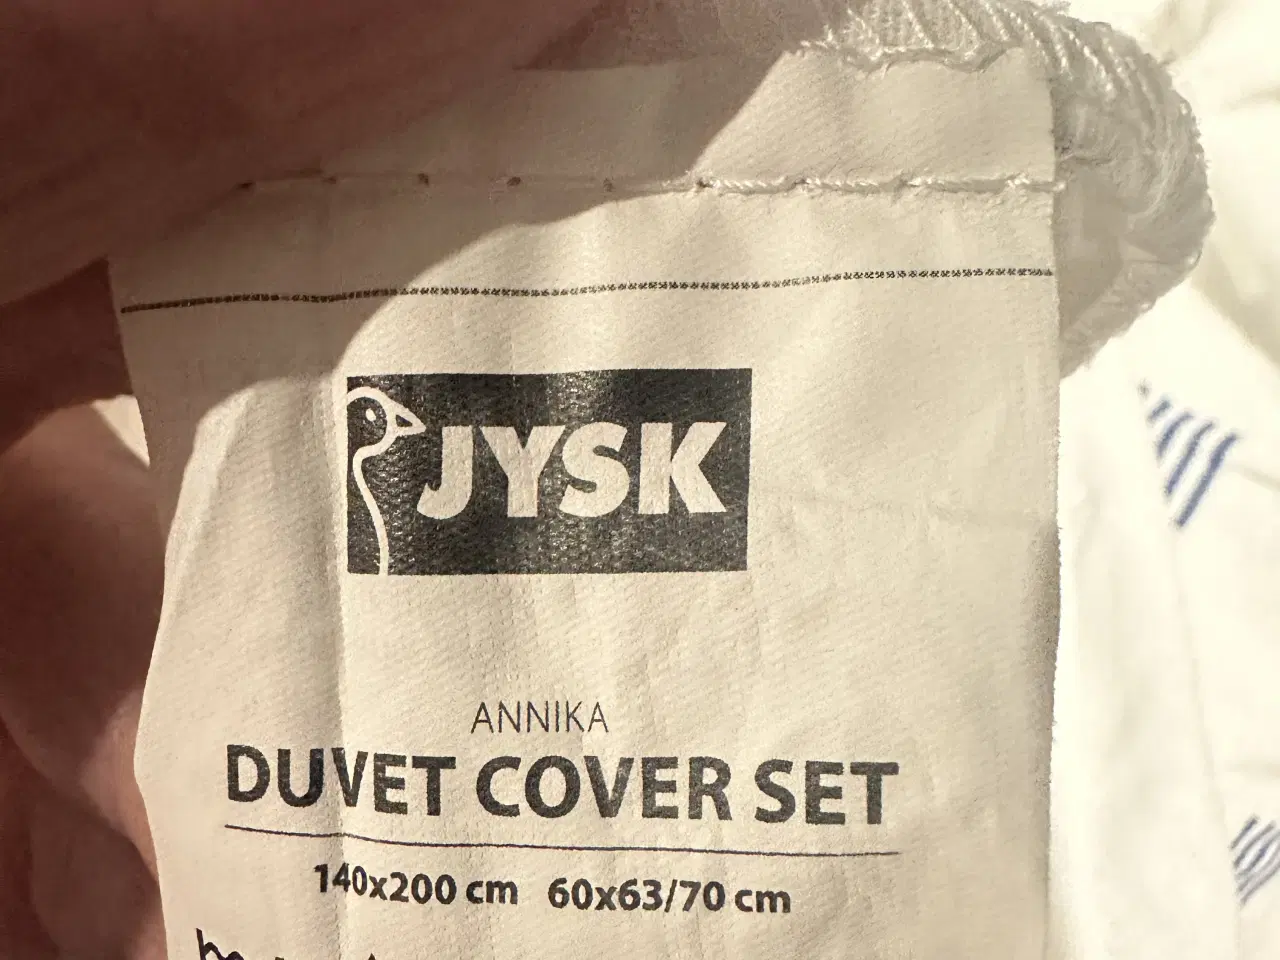 JYSK
ANNIKA
DUVET COVER SET
140x200 cm 60x63/70 cm